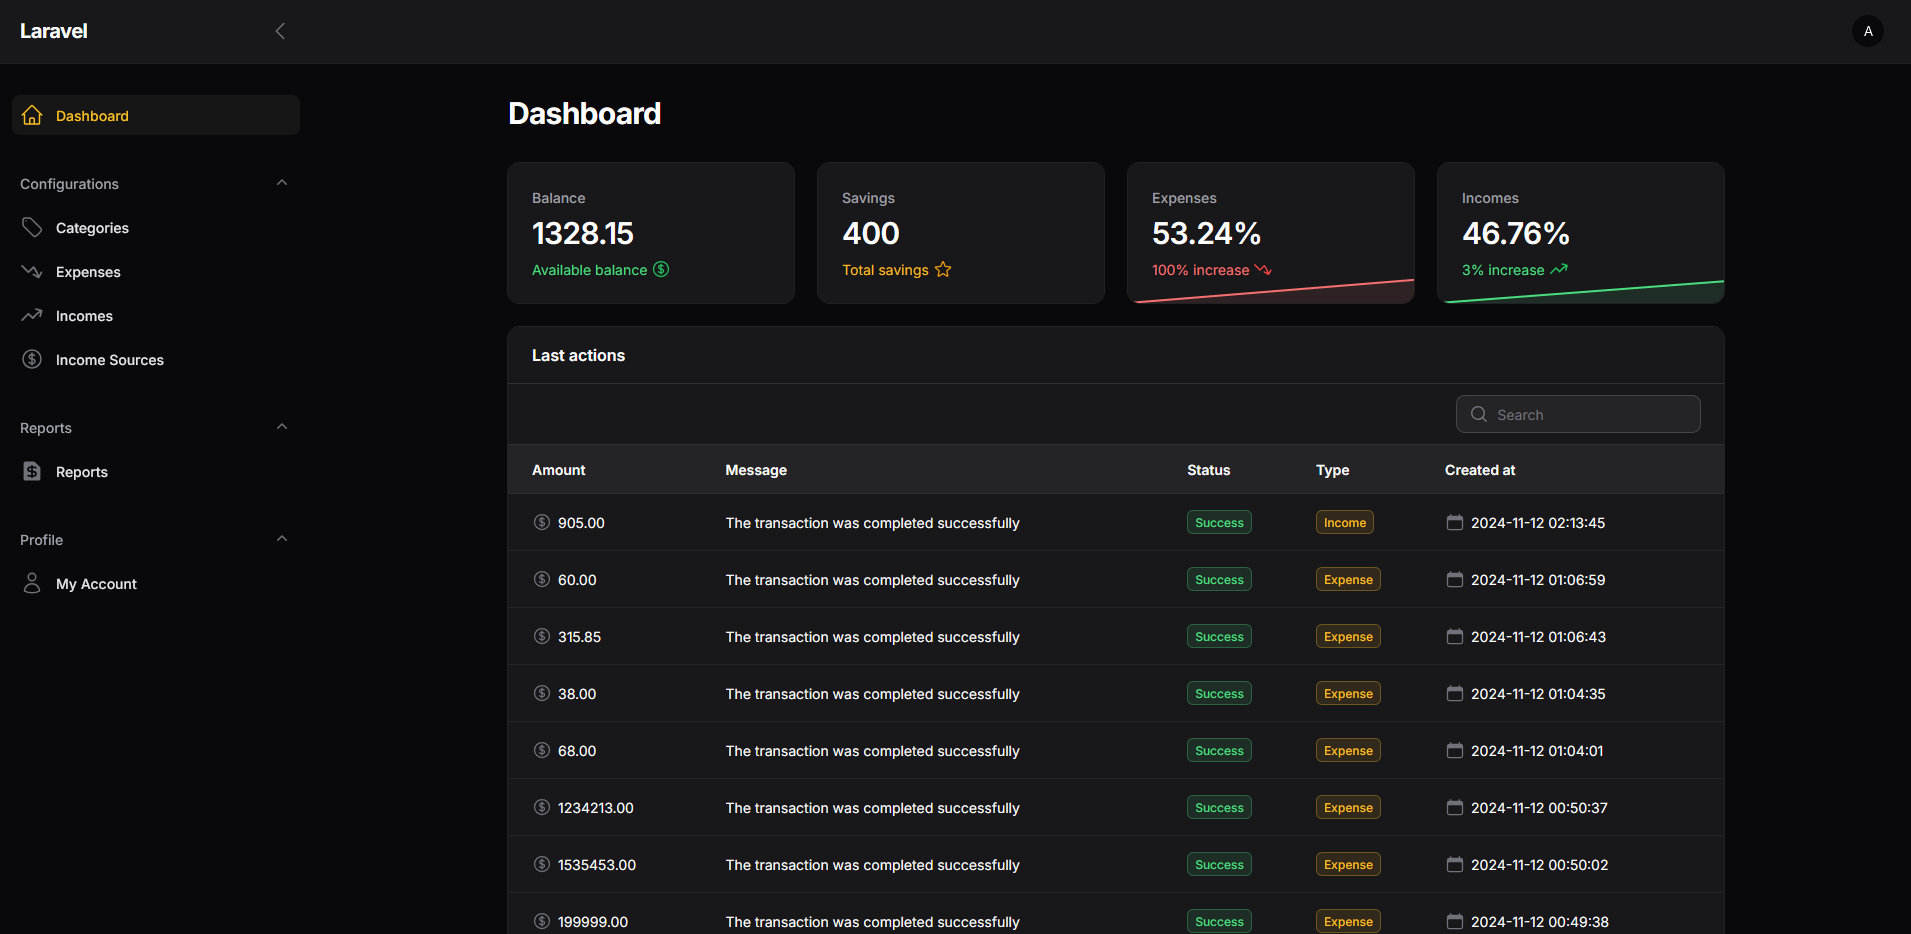 Laravel
A
Dashboard
Configurations
Categories
Expenses
Incomes
Income Sources
Reports
Reports
Profile
My Account
Dashboard
Balance
1328.15
Available balance
Savings
400
Total savings
Expenses
53.24%
100% increase
Incomes
46.76%
3% increase
Last actions
Search
Amount Message Status Type Created at
905.00 The transaction was completed successfully Success Income 2024-11-12 02:13:45
60.00 The transaction was completed successfully Success Expense 2024-11-12 01:06:59
315.85 The transaction was completed successfully Success Expense 2024-11-12 01:06:43
38.00 The transaction was completed successfully Success Expense 2024-11-12 01:04:35
68.00 The transaction was completed successfully Success Expense 2024-11-12 01:04:01
1234213.00 The transaction was completed successfully Success Expense 2024-11-12 00:50:37
1535453.00 The transaction was completed successfully Success Expense 2024-11-12 00:50:02
199999.00 The transaction was completed successfully Success Expense 2024-11-12 00:49:38